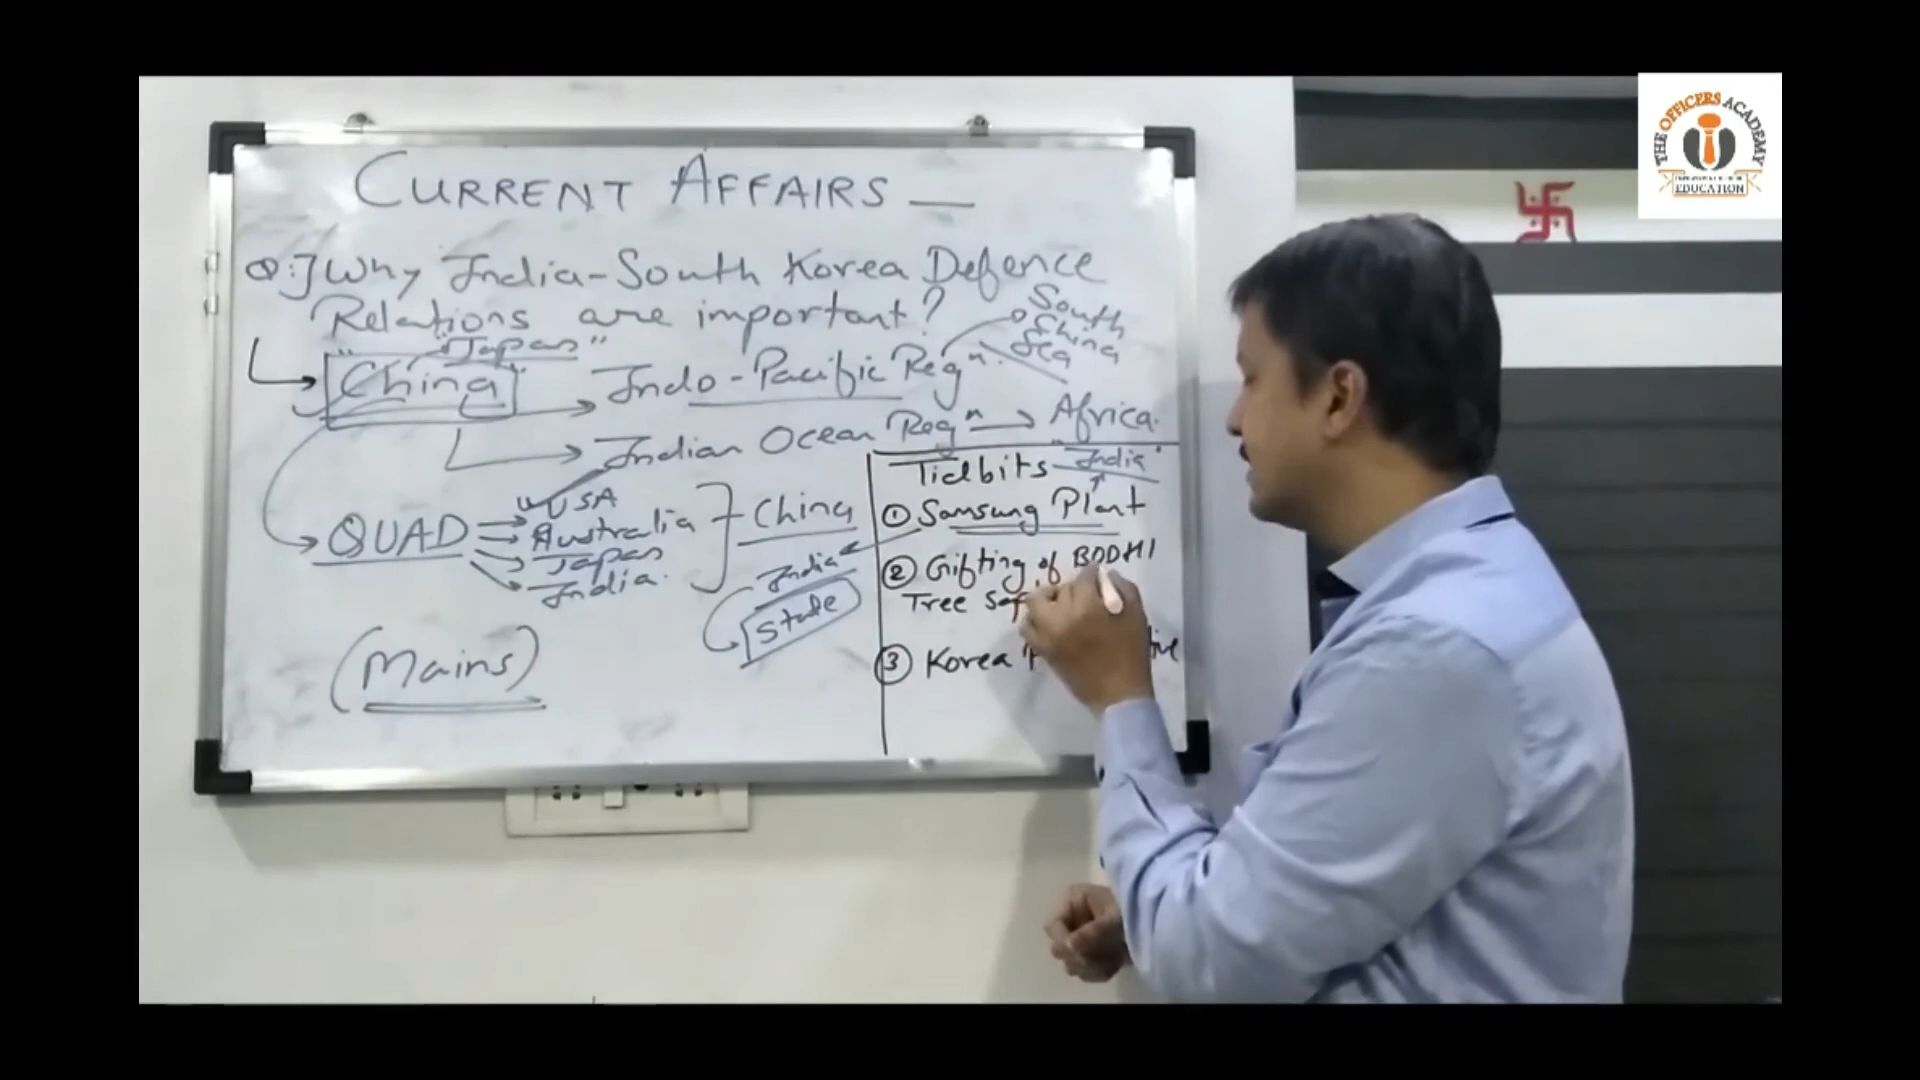 CURRENT AFFAIRS —
Q:] Why India-South Korea Defence
Relations are important?
"Japan"
China
Indo-Pacific Regn.
South
China
Sea
Indian Ocean Regn → Africa.
QUAD
USA
Australia
Japan
India.
China
India
State
(Mains)
Tidbits
India
① Samsung Plant
② Gifting of BODHI
Tree
③ Korea
THE OFFICERS ACADEMY
EDUCATION